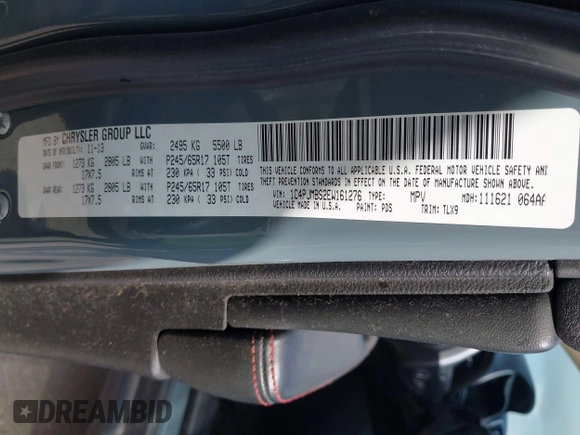 MFD BY CHRYSLER GROUP LLC
DATE OF MFR(BUILT): 11-13 GVWR: 2495 KG 5500 LB
GAWR FRONT: 1273 KG 2805 LB WITH P245/65R17 105T TIRES
17X7.5 RIMS AT 230 KPA ( 33 PSI) COLD
GAWR REAR: 1273 KG 2805 LB WITH P245/65R17 105T TIRES
17X7.5 RIMS AT 230 KPA ( 33 PSI) COLD
THIS VEHICLE CONFORMS TO ALL APPLICABLE U.S.A. FEDERAL MOTOR VEHICLE SAFETY AND
THEFT PREVENTION STANDARDS IN EFFECT ON THE DATE OF MANUFACTURE SHOWN ABOVE.
VIN: 1C4PJMBS2EW161276 TYPE: MPV MDH: 111621 064AA
MADE IN U.S.A. PAINT: PDS TRIM: TLX9
DREAMBID